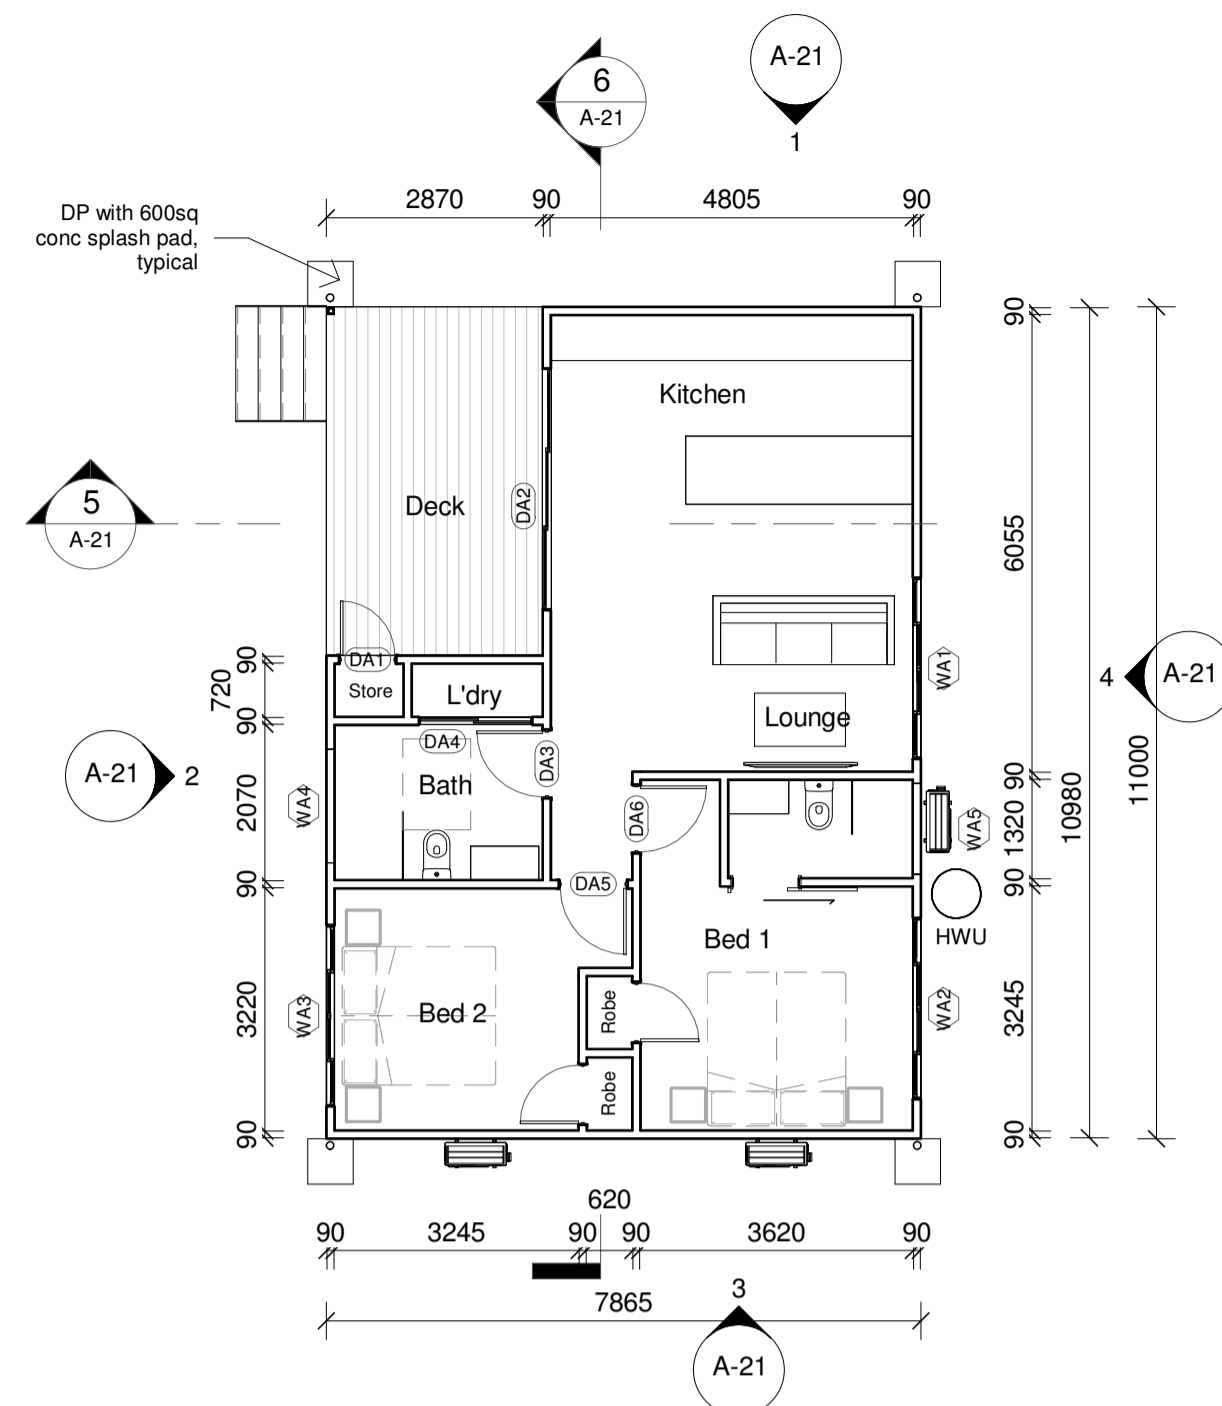 6
A-21
A-21
1
2870
90
4805
90
DP with 600sq
conc splash pad,
typical
90
Kitchen
Deck
DA2
5
A-21
6055
90
DA1
720
Store
L'dry
Lounge
WA1
4
A-21
90
DA4
DA3
A-21
2
Bath
2070
WA4
DA6
90
WA5
1320
10980
11000
90
DA5
90
Bed 1
HWU
3220
WA3
Bed 2
Robe
WA2
3245
Robe
90
90
620
90
3245
90
90
3620
90
7865
3
A-21